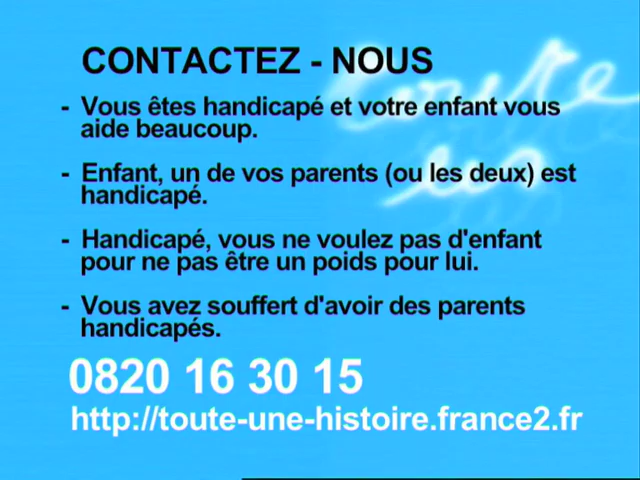 CONTACTEZ - NOUS
- Vous êtes handicapé et votre enfant vous
aide beaucoup.
- Enfant, un de vos parents (ou les deux) est
handicapé.
- Handicapé, vous ne voulez pas d'enfant
pour ne pas être un poids pour lui.
- Vous avez souffert d'avoir des parents
handicapés.
0820 16 30 15
http://toute-une-histoire.france2.fr